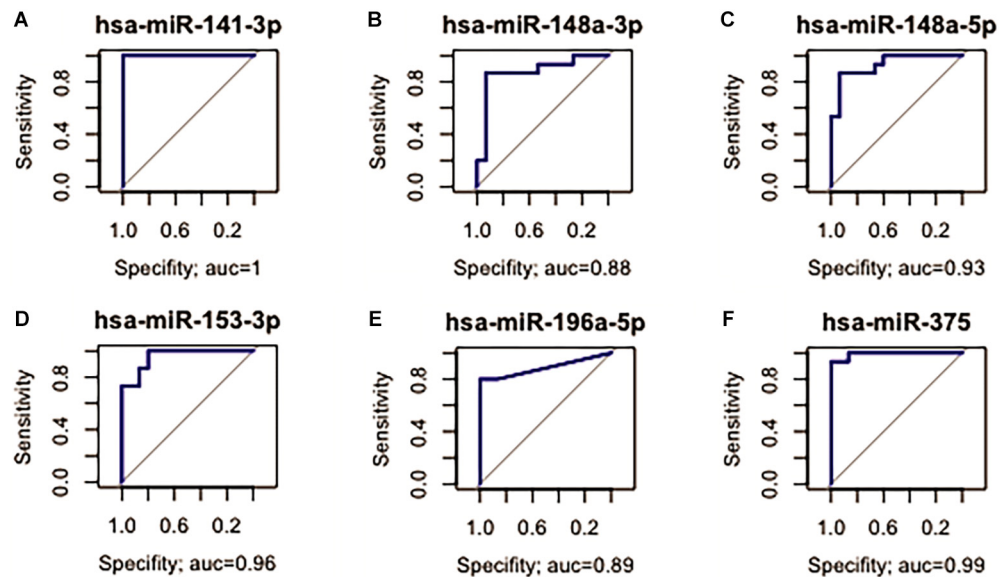 A
hsa-miR-141-3p
Sensitivity
0.8
0.4
0.0
1.0 0.6 0.2
Specifity; auc=1
B
hsa-miR-148a-3p
Sensitivity
0.8
0.4
0.0
1.0 0.6 0.2
Specifity; auc=0.88
C
hsa-miR-148a-5p
Sensitivity
0.8
0.4
0.0
1.0 0.6 0.2
Specifity; auc=0.93
D
hsa-miR-153-3p
Sensitivity
0.8
0.4
0.0
1.0 0.6 0.2
Specifity; auc=0.96
E
hsa-miR-196a-5p
Sensitivity
0.8
0.4
0.0
1.0 0.6 0.2
Specifity; auc=0.89
F
hsa-miR-375
Sensitivity
0.8
0.4
0.0
1.0 0.6 0.2
Specifity; auc=0.99